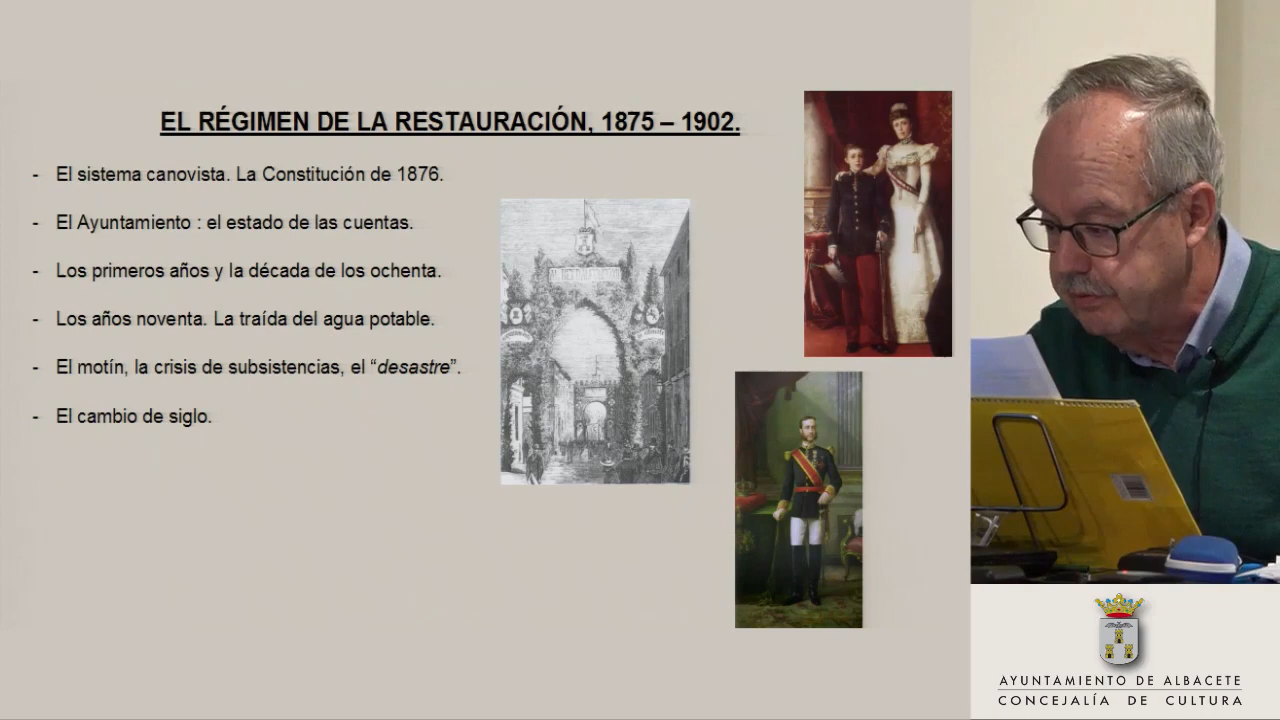 EL RÉGIMEN DE LA RESTAURACIÓN, 1875 – 1902.
- El sistema canovista. La Constitución de 1876.
- El Ayuntamiento : el estado de las cuentas.
- Los primeros años y la década de los ochenta.
- Los años noventa. La traída del agua potable.
- El motín, la crisis de subsistencias, el “desastre”.
- El cambio de siglo.
AYUNTAMIENTO DE ALBACETE
CONCEJALÍA DE CULTURA